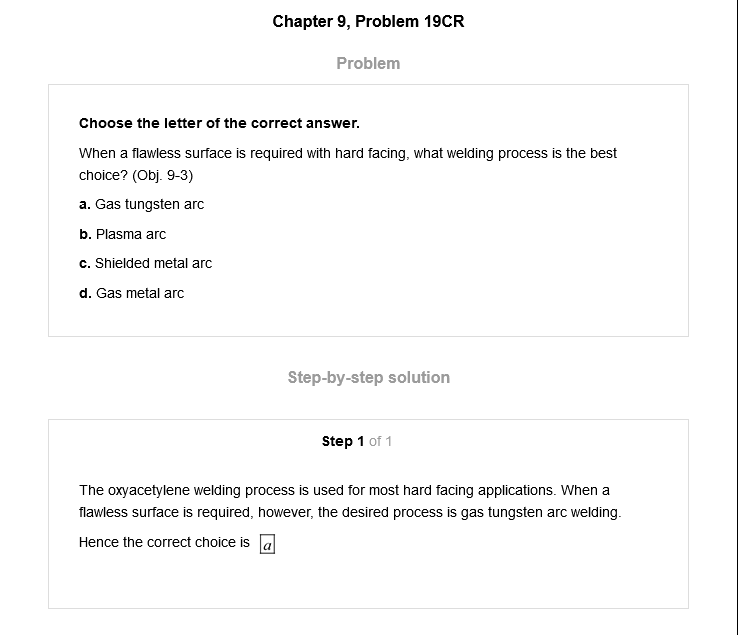 Chapter 9, Problem 19CR
Problem
Choose the letter of the correct answer.
When a flawless surface is required with hard facing, what welding process is the best
choice? (Obj. 9-3)
a. Gas tungsten arc
b. Plasma arc
c. Shielded metal arc
d. Gas metal arc
Step-by-step solution
Step 1 of 1
The oxyacetylene welding process is used for most hard facing applications. When a
flawless surface is required, however, the desired process is gas tungsten arc welding.
Hence the correct choice is a